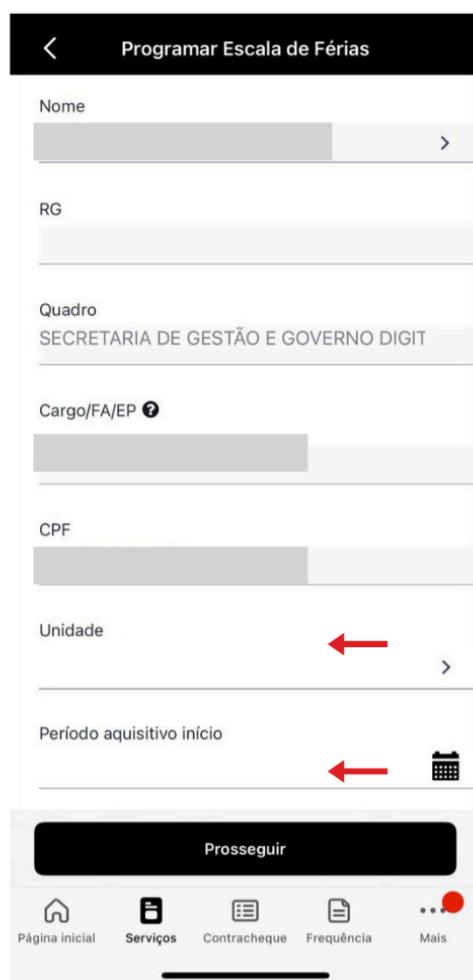 Programar Escala de Férias
Nome
RG
Quadro
SECRETARIA DE GESTÃO E GOVERNO DIGIT
Cargo/FA/EP
CPF
Unidade
Período aquisitivo início
Prosseguir
Página inicial Serviços Contracheque Frequência Mais